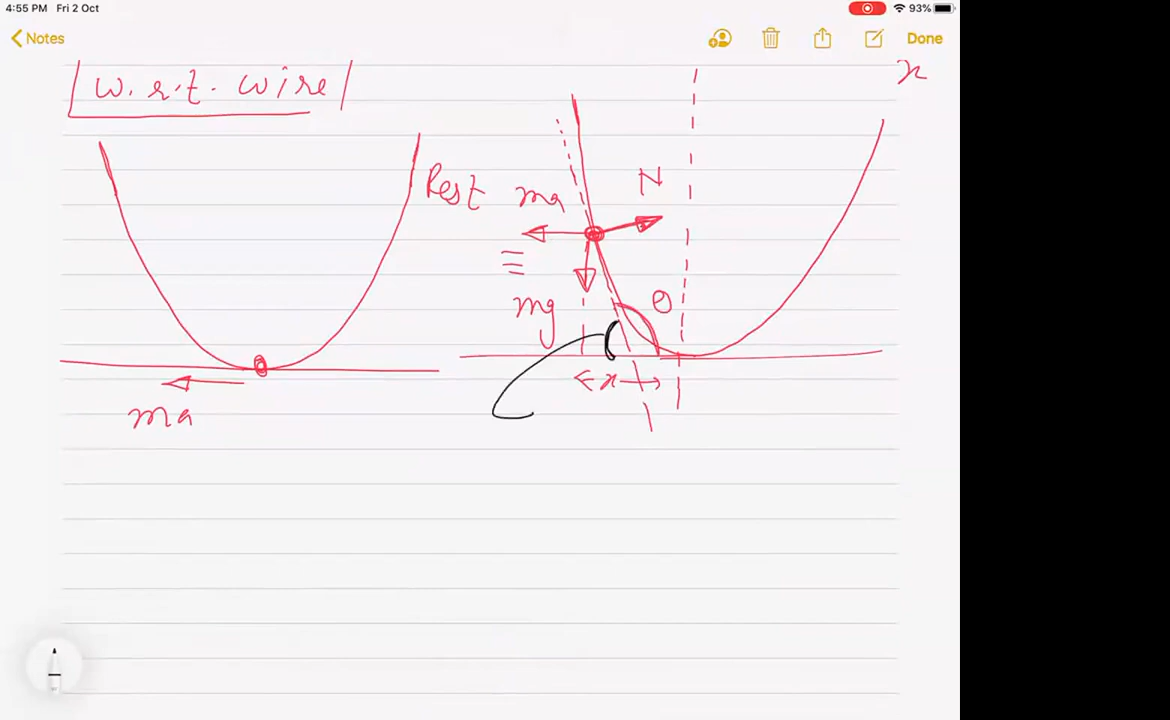 4:55 PM Fri 2 Oct
93%
Notes
Done
x
w.r.t. wire
Rest
ma
N
≡
mg
θ
x
ma